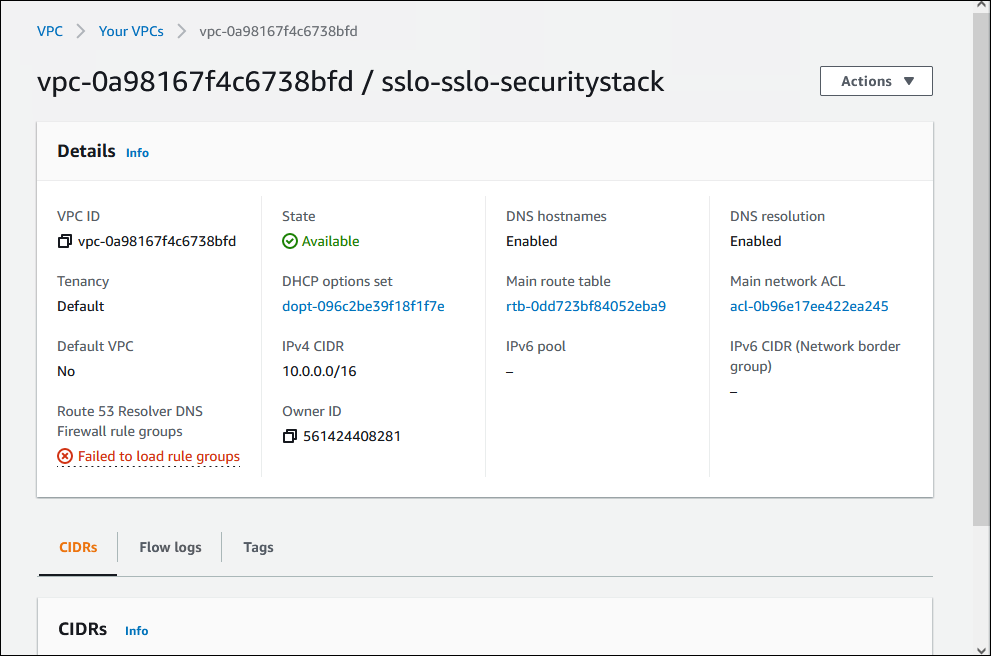 VPC > Your VPCs > vpc-0a98167f4c6738bfd
vpc-0a98167f4c6738bfd / sslo-sslo-securitystack
Actions ▼
Details Info
VPC ID
vpc-0a98167f4c6738bfd
State
Available
DNS hostnames
Enabled
DNS resolution
Enabled
Tenancy
Default
DHCP options set
dopt-096c2be39f18f1f7e
Main route table
rtb-0dd723bf84052eba9
Main network ACL
acl-0b96e17ee422ea245
Default VPC
No
IPv4 CIDR
10.0.0.0/16
IPv6 pool
–
IPv6 CIDR (Network border
group)
–
Route 53 Resolver DNS
Firewall rule groups
Failed to load rule groups
Owner ID
561424408281
CIDRs
Flow logs
Tags
CIDRs Info